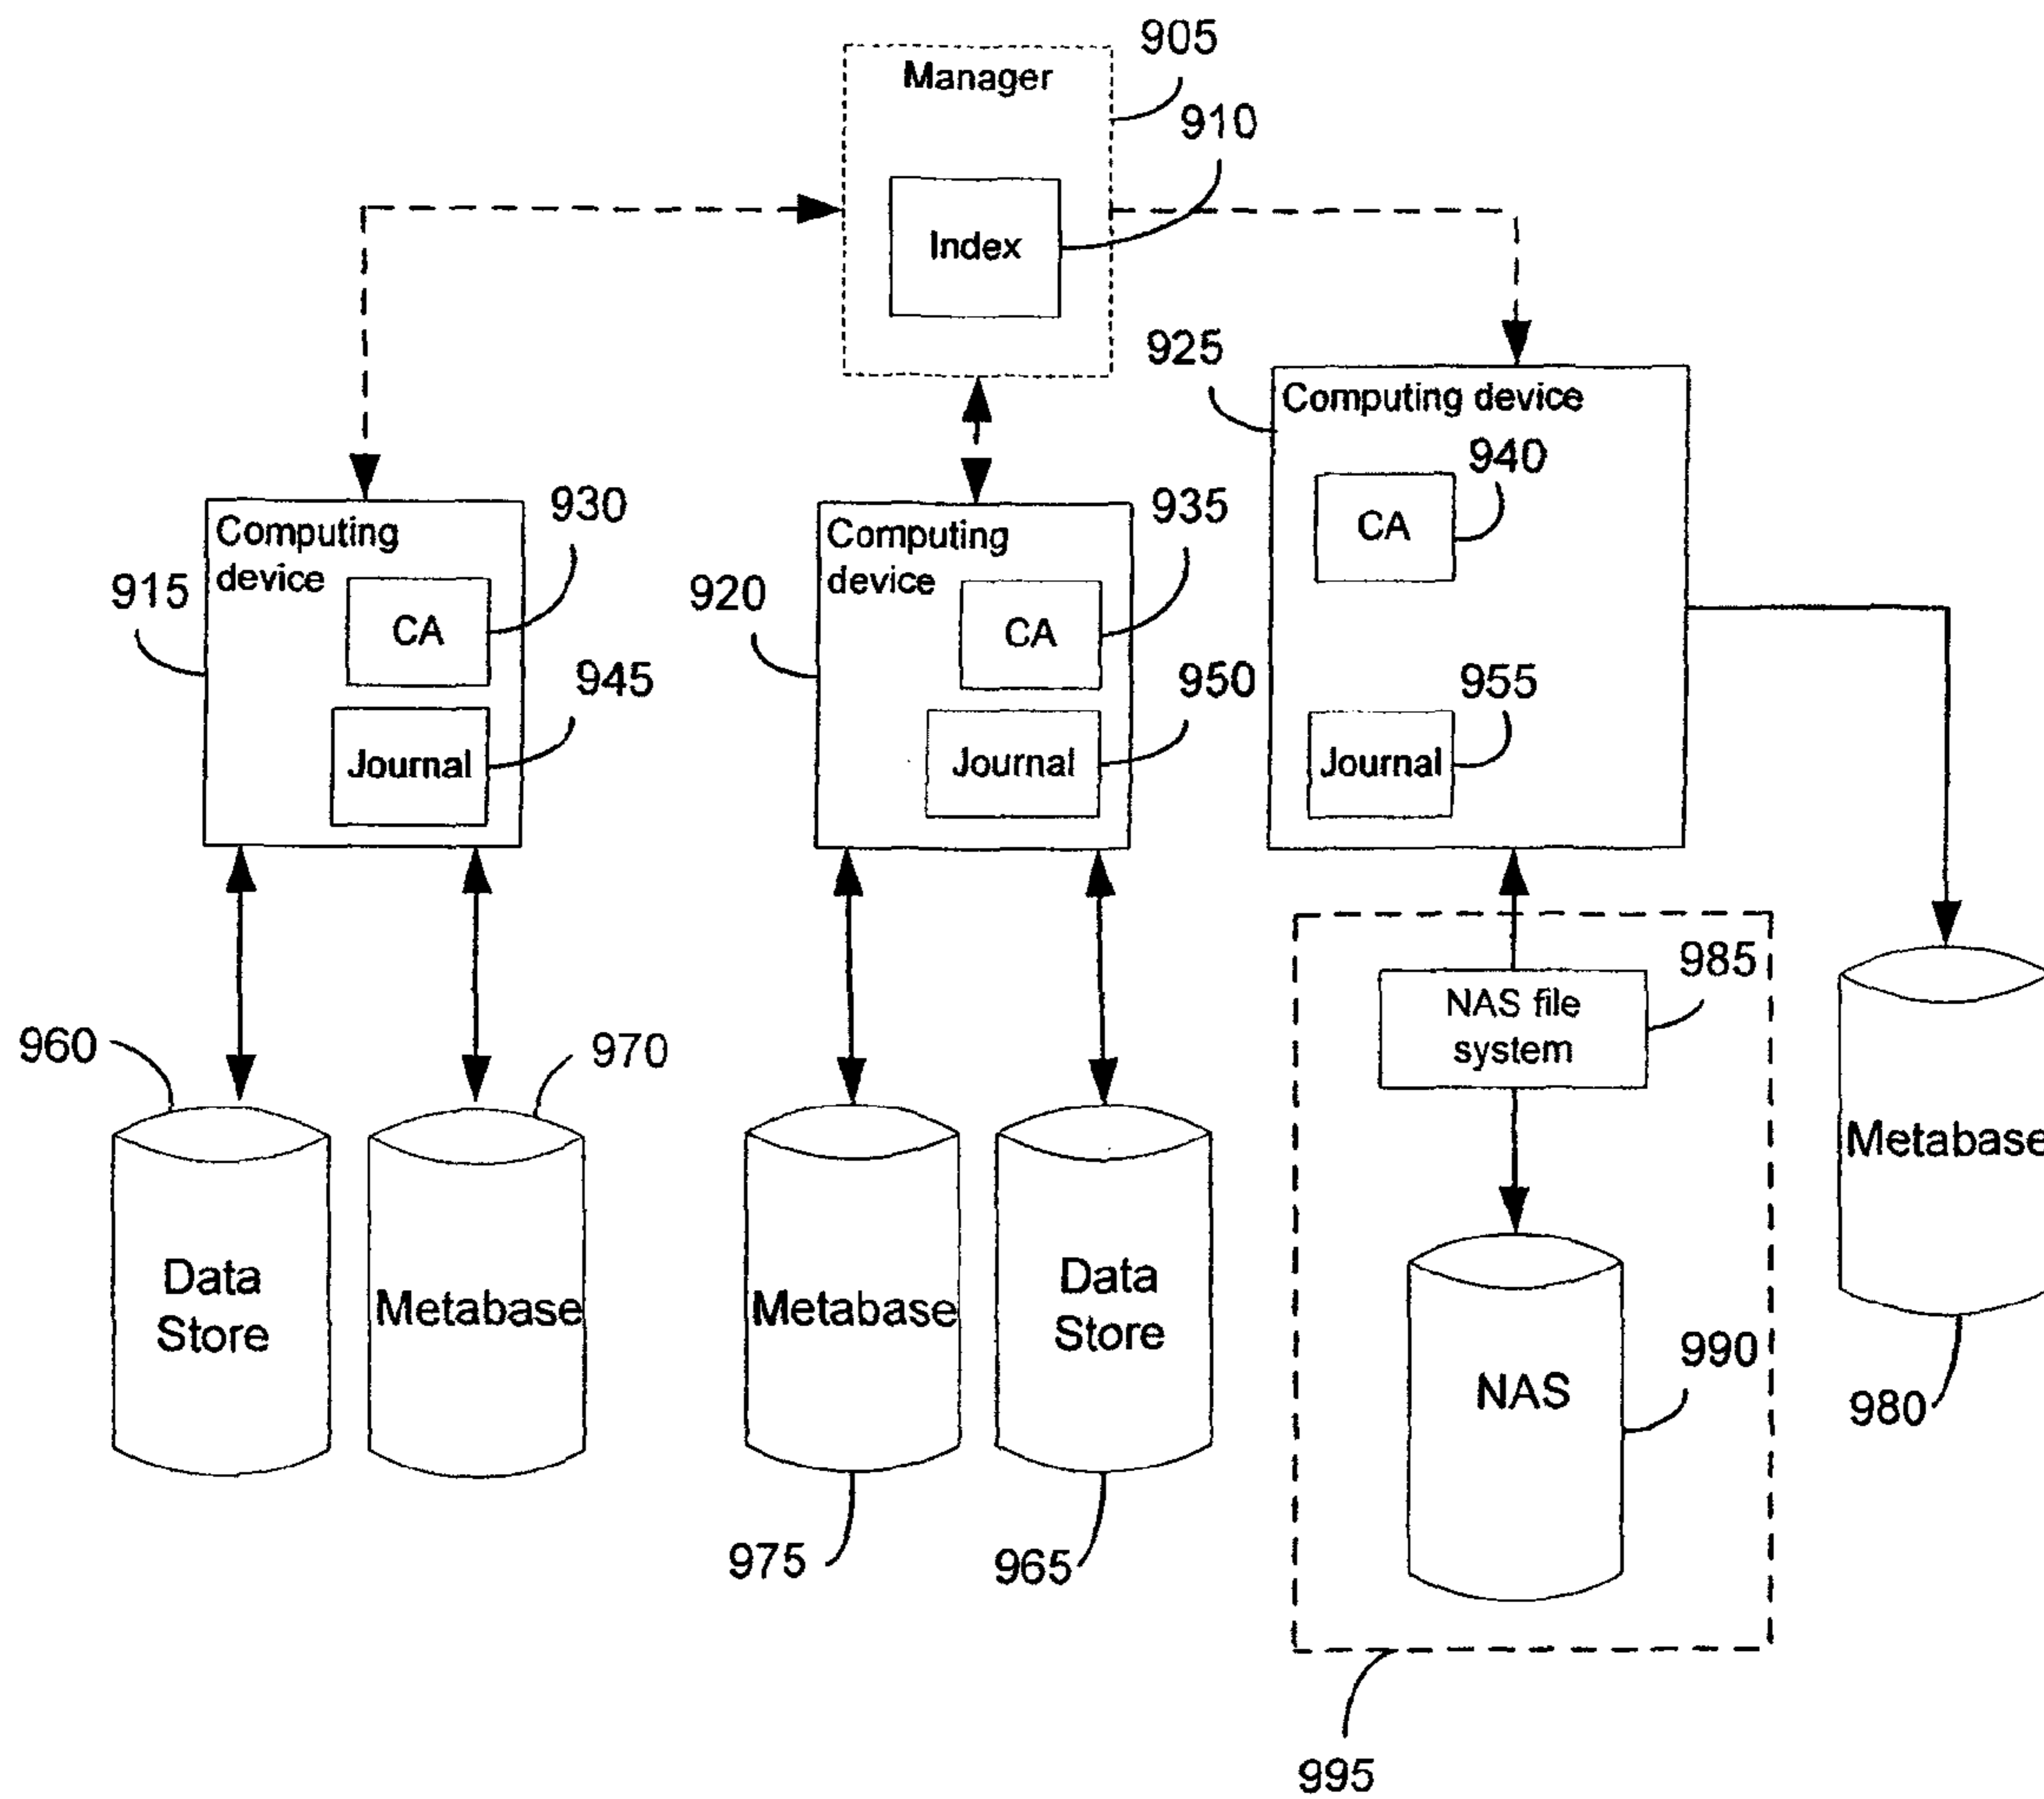 905
Manager
910
Index
925
Computing device
940
CA
930
Computing
device
915
CA
945
Journal
935
Computing
device
920
CA
950
Journal
955
Journal
985
NAS file
system
960
970
Data
Store
Metabase
Metabase
Data
Store
Metabase
990
NAS
980
975
965
995